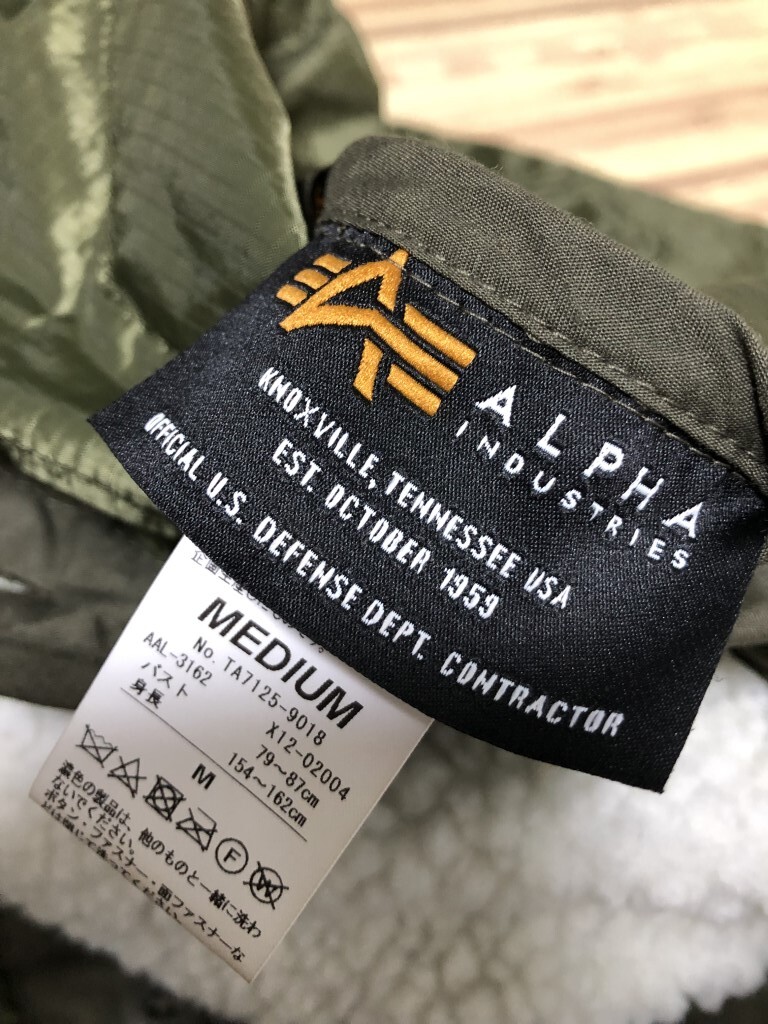 ALPHA
INDUSTRIES
KNOXVILLE, TENNESSEE USA
EST. OCTOBER 1959
OFFICIAL U.S. DEFENSE DEPT. CONTRACTOR
MEDIUM
No. TA7125-9018
AAL-3162 X12-02004
バスト 79～87cm
身長 154～162cm
M
F
W
濃色の製品は、他のものと一緒に洗わ
ないでください。
ボタン・ファスナー・面ファスナーな